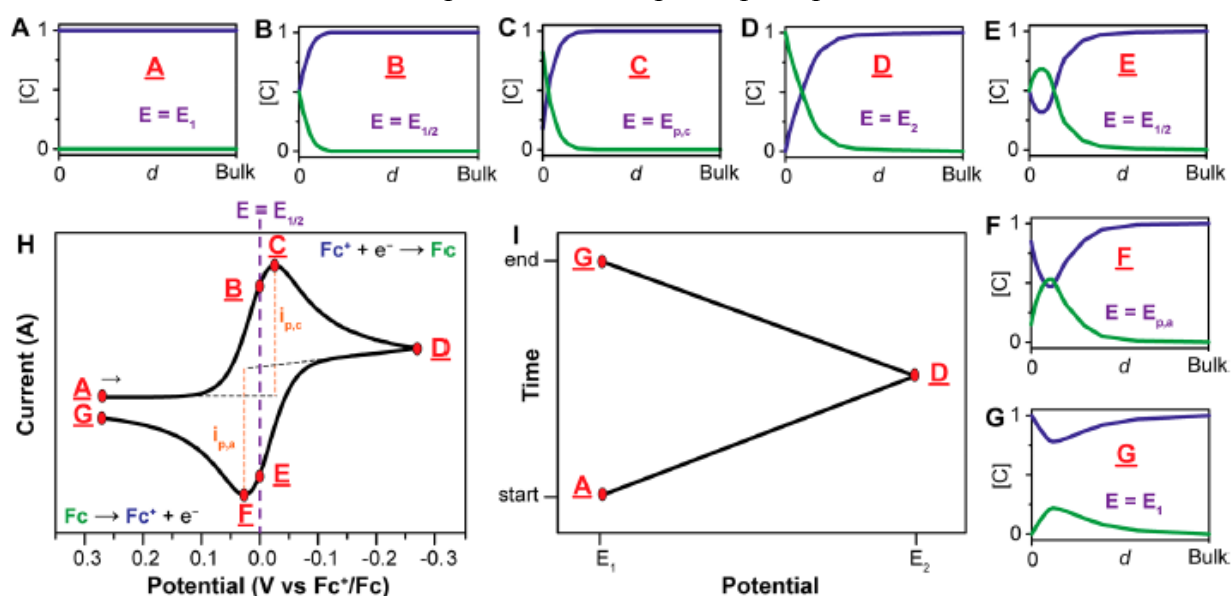 A
1
[C]
0
A
E = E1
0 d Bulk
B
1
[C]
0
B
E = E1/2
0 d Bulk
C
1
[C]
0
C
E = Ep,c
0 d Bulk
D
1
[C]
0
D
E = E2
0 d Bulk
E
1
[C]
0
E
E = E1/2
0 d Bulk
F
1
[C]
0
F
E = Ep,a
0 d Bulk
G
1
[C]
0
G
E = E1
0 d Bulk
H
E = E1/2
Fc+ + e− → Fc
C
B
ip,c
D
A →
G
ip,a
E
F
Fc → Fc+ + e−
Current (A)
0.3 0.2 0.1 0.0 -0.1 -0.2 -0.3
Potential (V vs Fc+/Fc)
I
end
G
D
Time
A
start
E1 E2
Potential